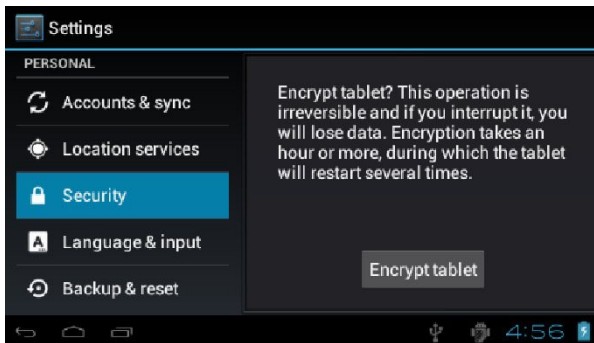 Settings
PERSONAL
Accounts & sync
Location services
Security
A
Language & input
Backup & reset
Encrypt tablet? This operation is
irreversible and if you interrupt it, you
will lose data. Encryption takes an
hour or more, during which the tablet
will restart several times.
Encrypt tablet
4:56